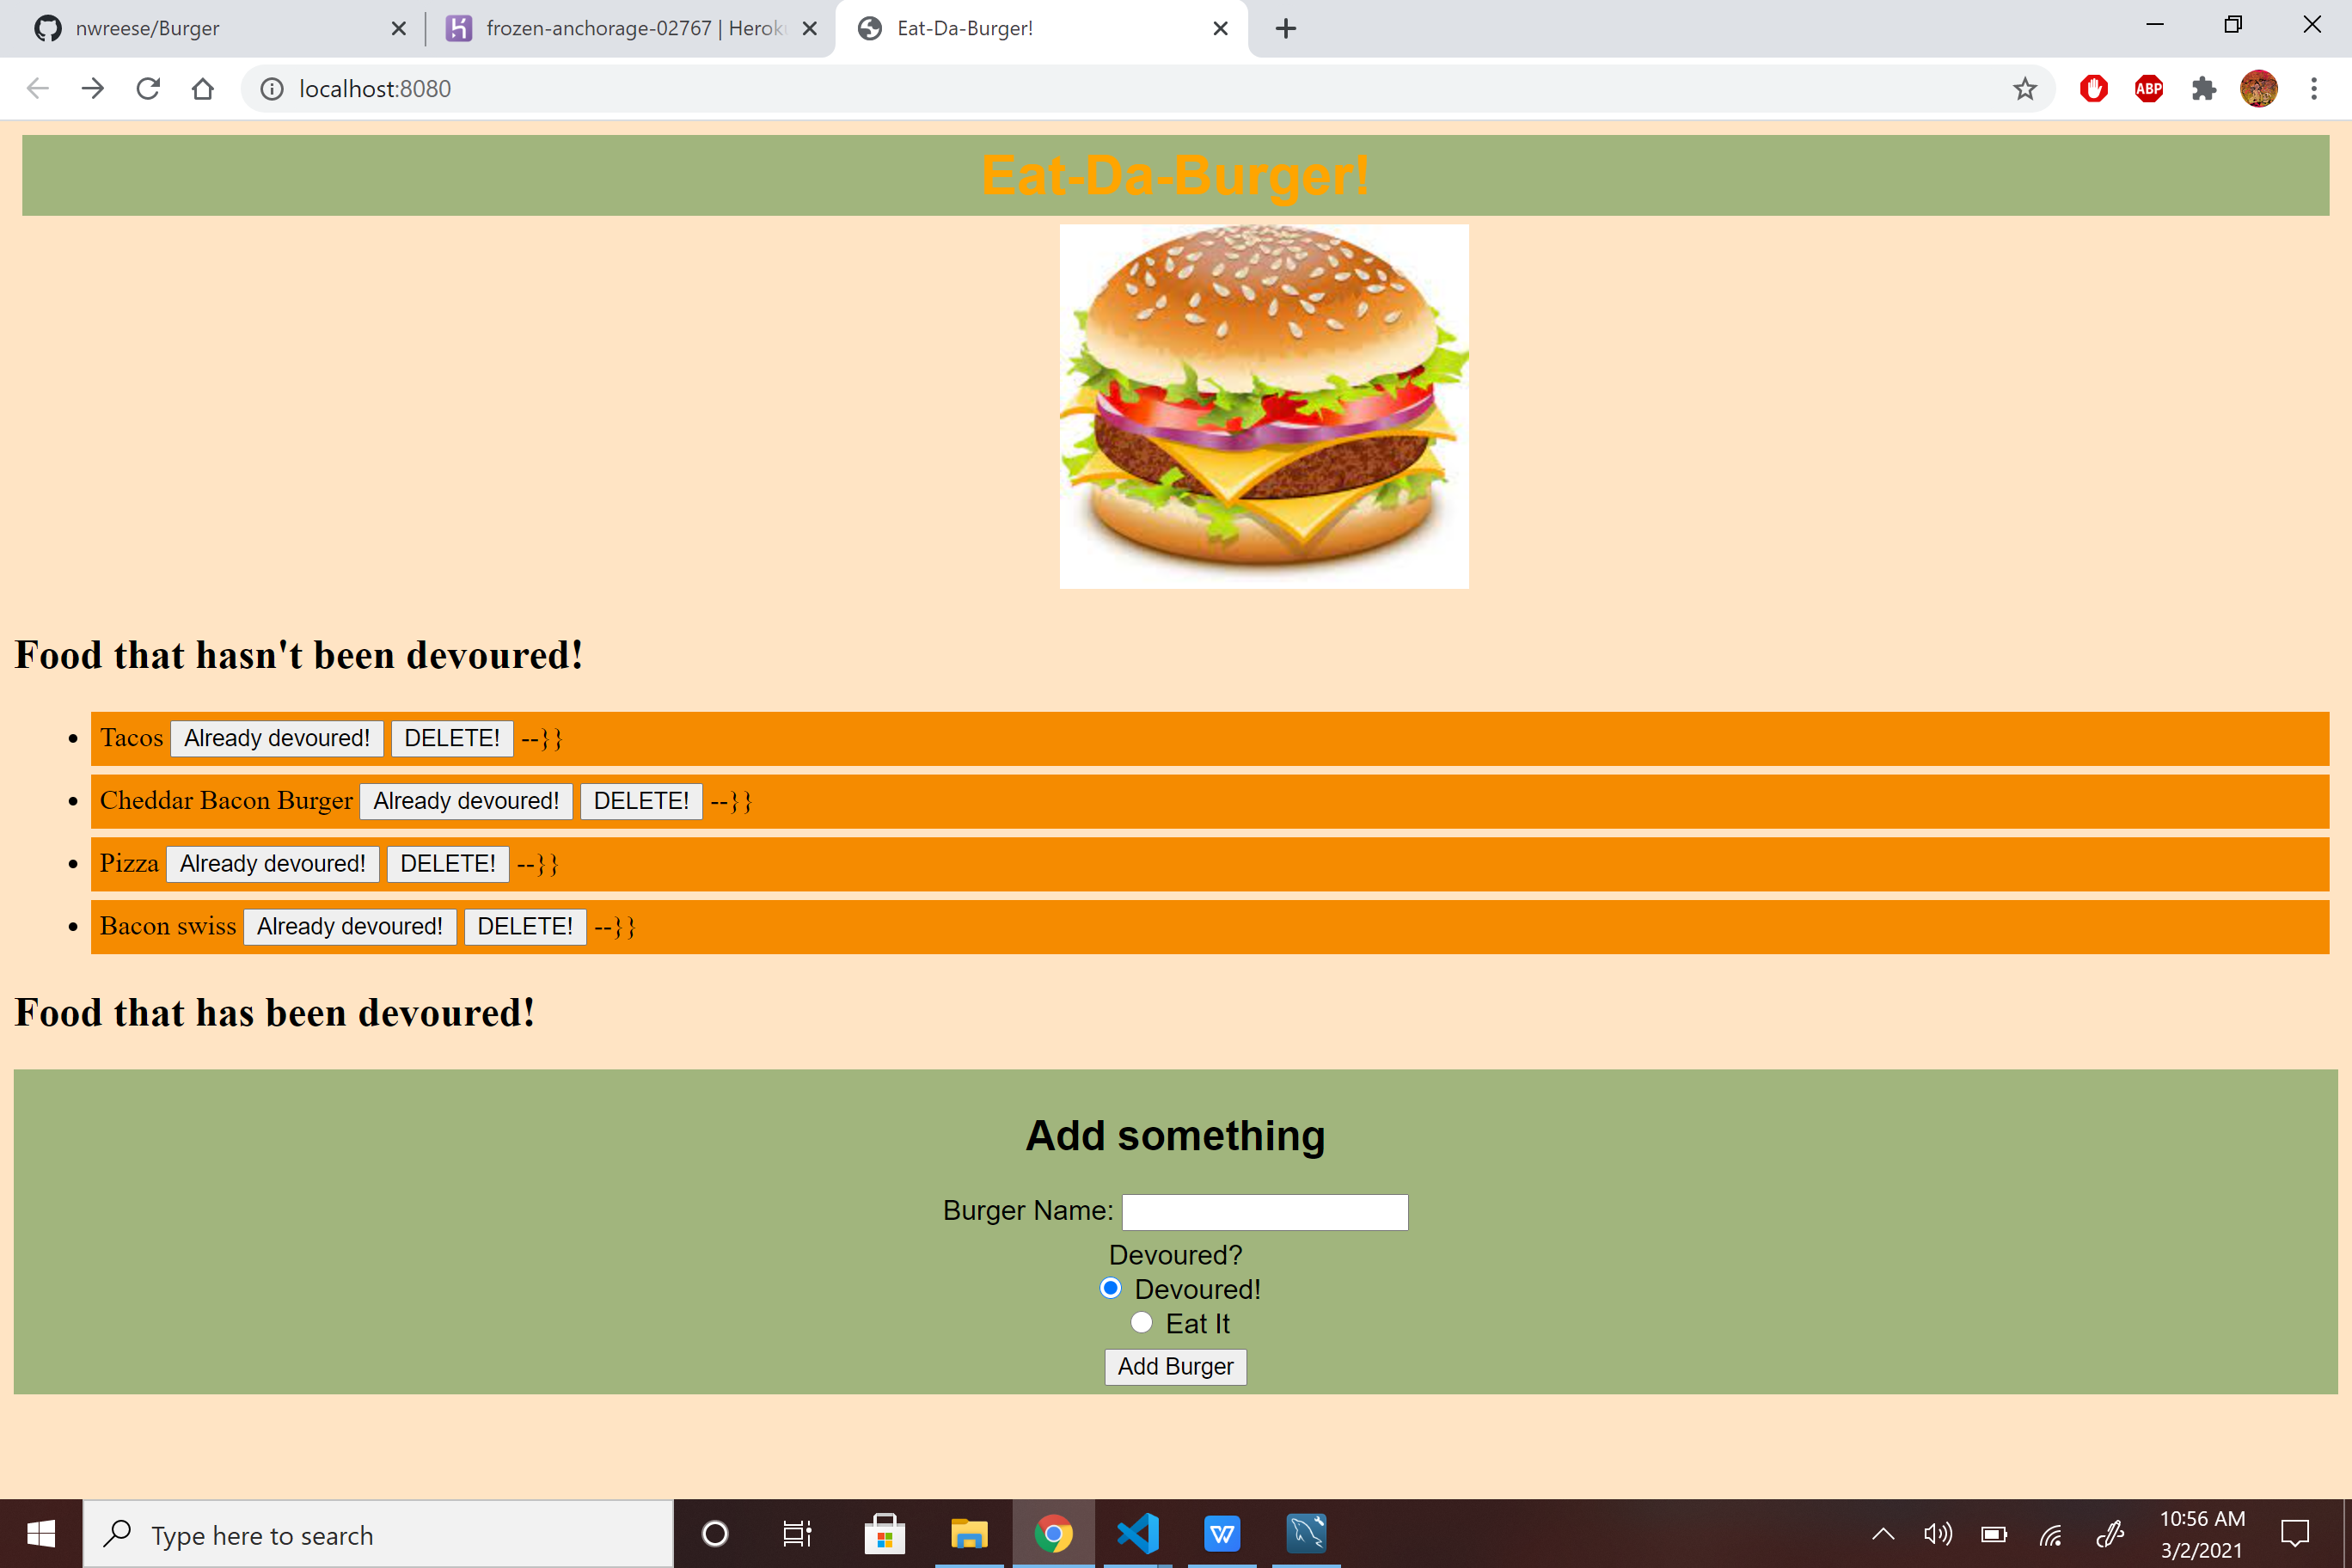 nwreese/Burger
frozen-anchorage-02767 | Heroku
Eat-Da-Burger!
localhost:8080
ABP
Eat-Da-Burger!
Food that hasn't been devoured!
Tacos Already devoured! DELETE! --}}
Cheddar Bacon Burger Already devoured! DELETE! --}}
Pizza Already devoured! DELETE! --}}
Bacon swiss Already devoured! DELETE! --}}
Food that has been devoured!
Add something
Burger Name:
Devoured?
Devoured!
Eat It
Add Burger
Type here to search
10:56 AM
3/2/2021